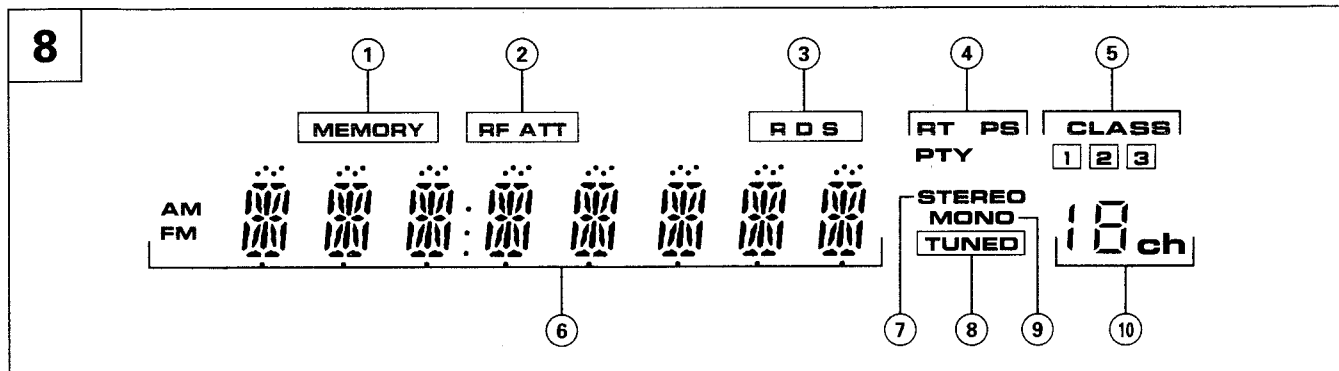 8
1 2 3 4 5
MEMORY RF ATT R D S RT PS CLASS
PTY 1 2 3
AM
FM
STEREO
MONO
TUNED
18 ch
6 7 8 9 10